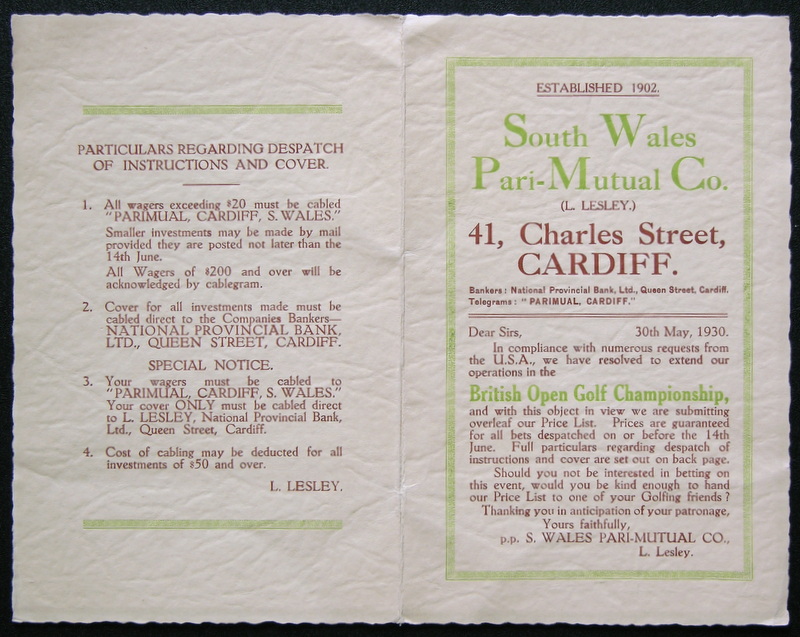 PARTICULARS REGARDING DESPATCH
OF INSTRUCTIONS AND COVER.
1. All wagers exceeding $20 must be cabled
"PARIMUAL, CARDIFF, S. WALES."
Smaller investments may be made by mail
provided they are posted not later than the
14th June.
All Wagers of $200 and over will be
acknowledged by cablegram.
2. Cover for all investments made must be
cabled direct to the Companies Bankers—
NATIONAL PROVINCIAL BANK,
LTD., QUEEN STREET, CARDIFF.
SPECIAL NOTICE.
3. Your wagers must be cabled to
"PARIMUAL, CARDIFF, S. WALES."
Your cover ONLY must be cabled direct
to L. LESLEY, National Provincial Bank,
Ltd., Queen Street, Cardiff.
4. Cost of cabling may be deducted for all
investments of $50 and over.
L. LESLEY.
ESTABLISHED 1902.
South Wales
Pari-Mutual Co.
(L. LESLEY.)
41, Charles Street,
CARDIFF.
Bankers: National Provincial Bank, Ltd., Queen Street, Cardiff.
Telegrams: "PARIMUAL, CARDIFF."
Dear Sirs, 30th May, 1930.
In compliance with numerous requests from
the U.S.A., we have resolved to extend our
operations in the
British Open Golf Championship,
and with this object in view we are submitting
overleaf our Price List. Prices are guaranteed
for all bets despatched on or before the 14th
June. Full particulars regarding despatch of
instructions and cover are set out on back page.
Should you not be interested in betting on
this event, would you be kind enough to hand
our Price List to one of your Golfing friends?
Thanking you in anticipation of your patronage,
Yours faithfully,
p.p. S. WALES PARI-MUTUAL CO.,
L. Lesley.